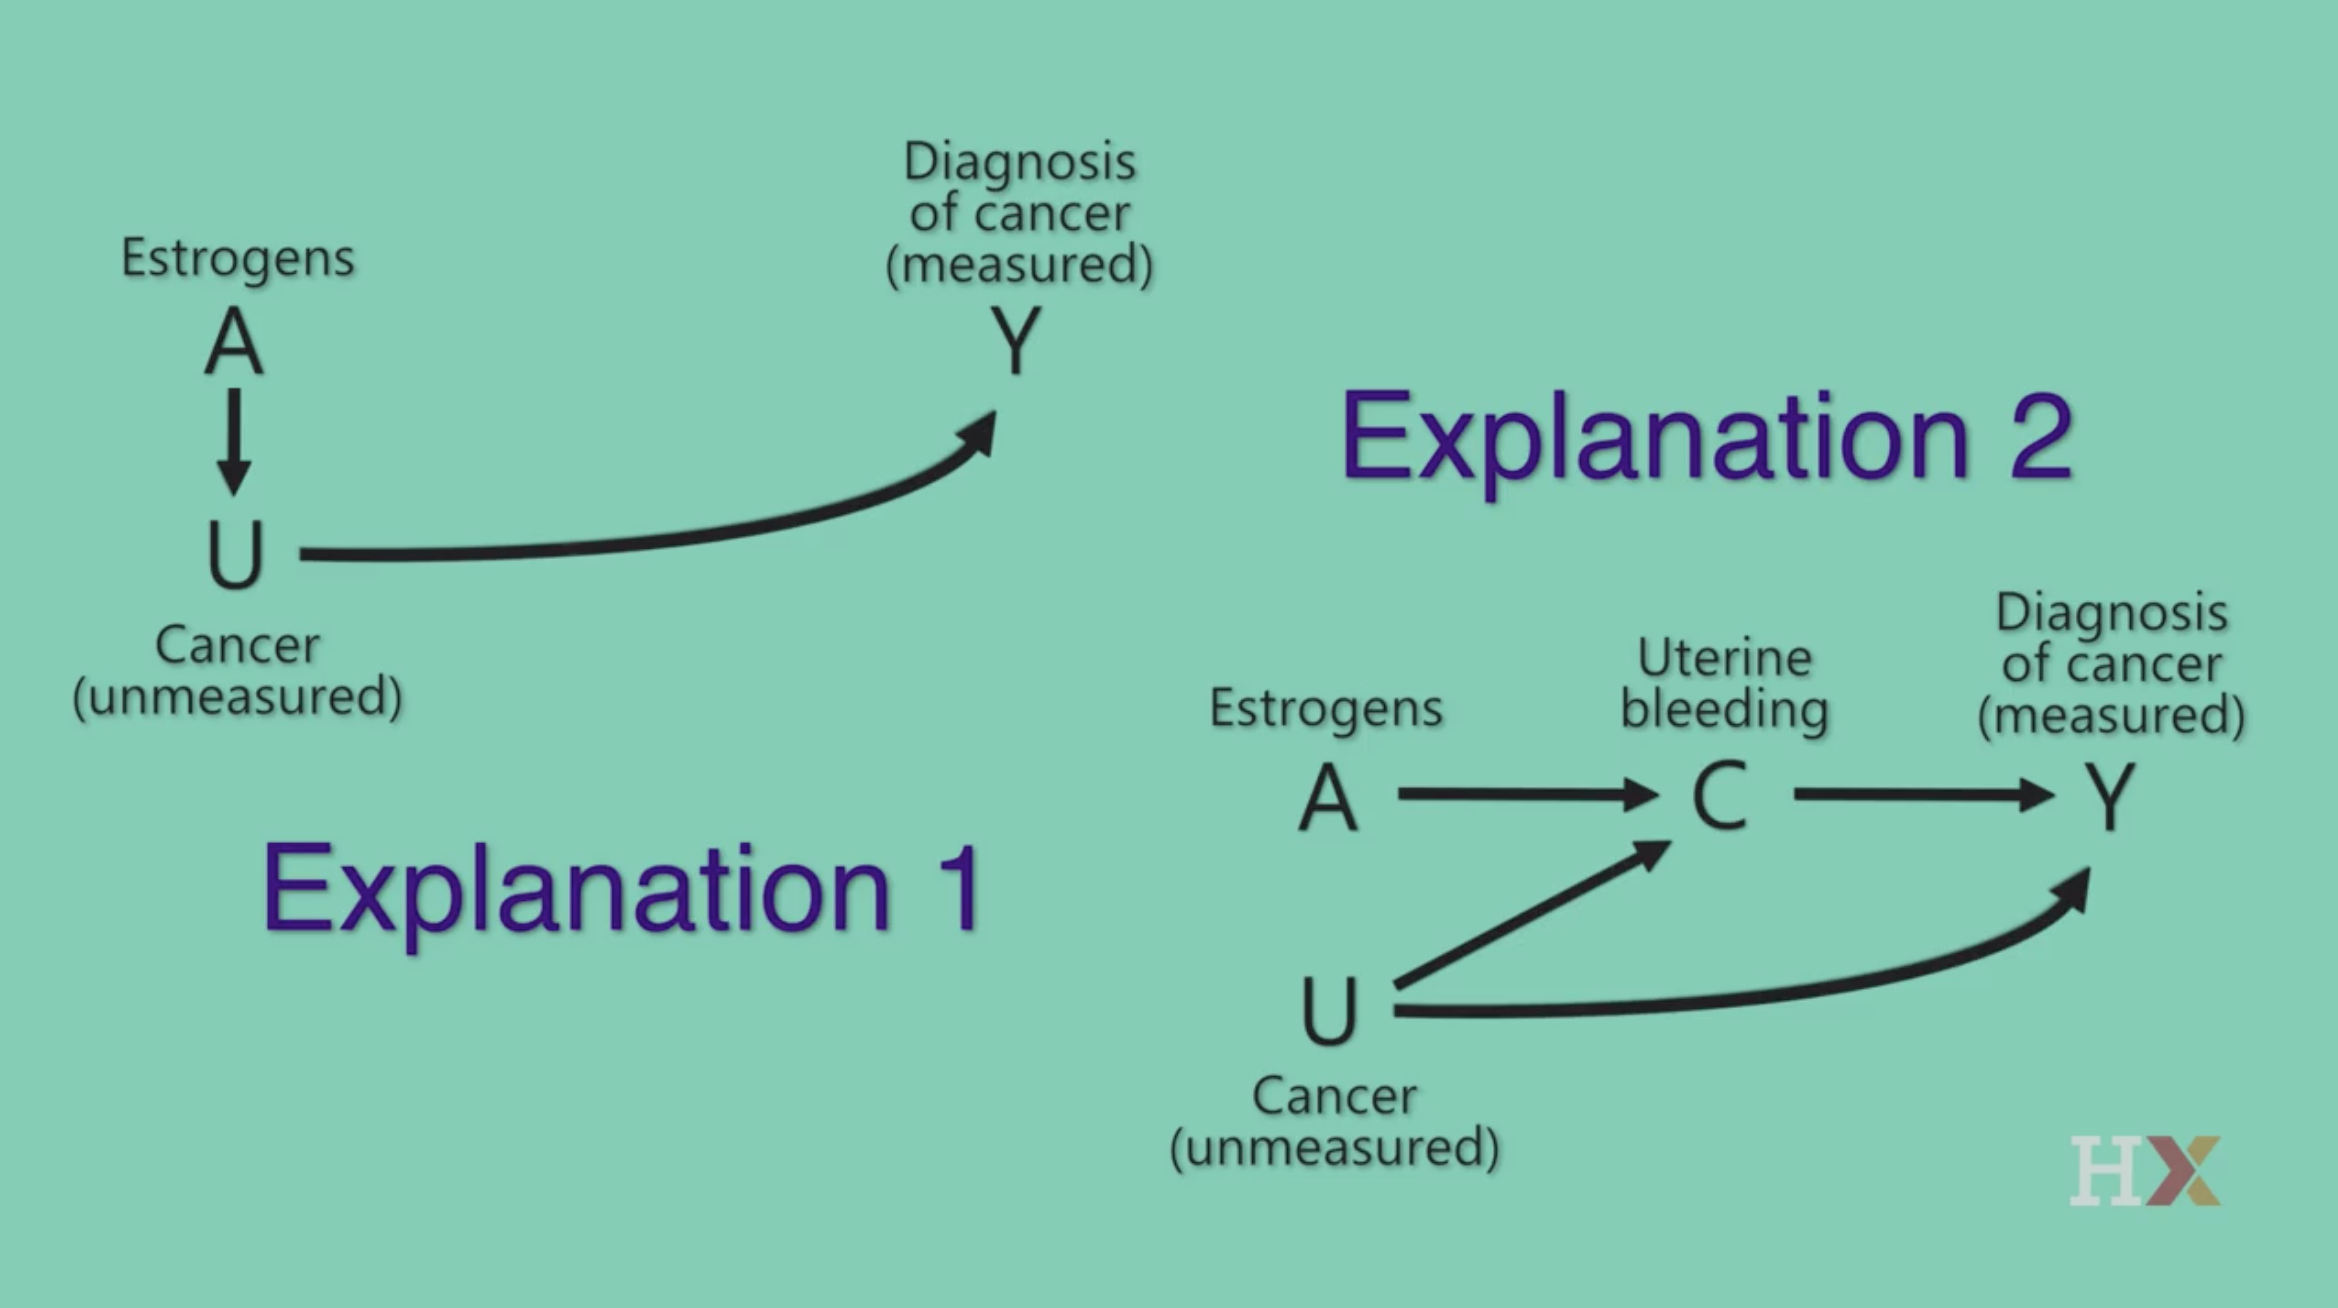 Estrogens
A
U
Cancer
(unmeasured)
Diagnosis
of cancer
(measured)
Y
Explanation 1
Explanation 2
Estrogens
A
Uterine
bleeding
C
Diagnosis
of cancer
(measured)
Y
U
Cancer
(unmeasured)
HX